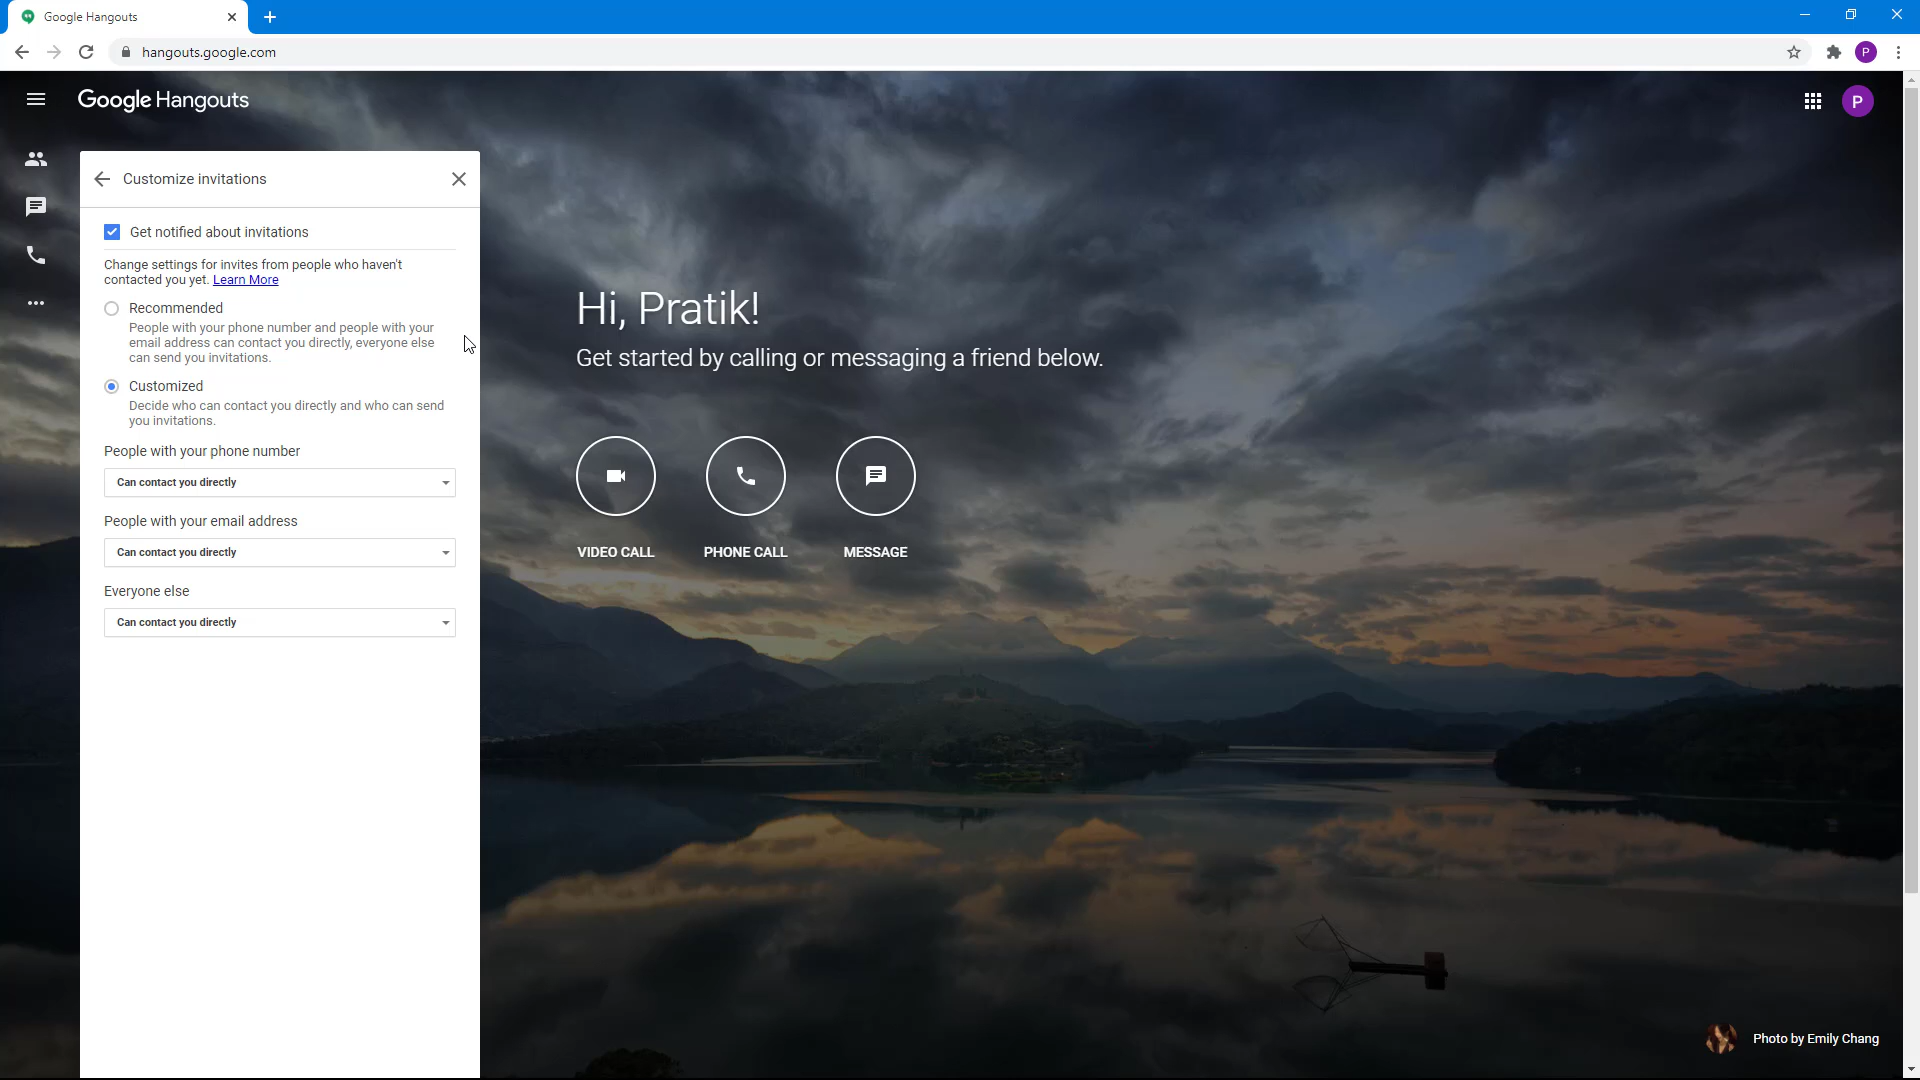 Google Hangouts
hangouts.google.com
P
Google Hangouts
P
Customize invitations
Get notified about invitations
Change settings for invites from people who haven't
contacted you yet. Learn More
Recommended
People with your phone number and people with your
email address can contact you directly, everyone else
can send you invitations.
Customized
Decide who can contact you directly and who can send
you invitations.
People with your phone number
Can contact you directly
People with your email address
Can contact you directly
Everyone else
Can contact you directly
Hi, Pratik!
Get started by calling or messaging a friend below.
VIDEO CALL
PHONE CALL
MESSAGE
Photo by Emily Chang